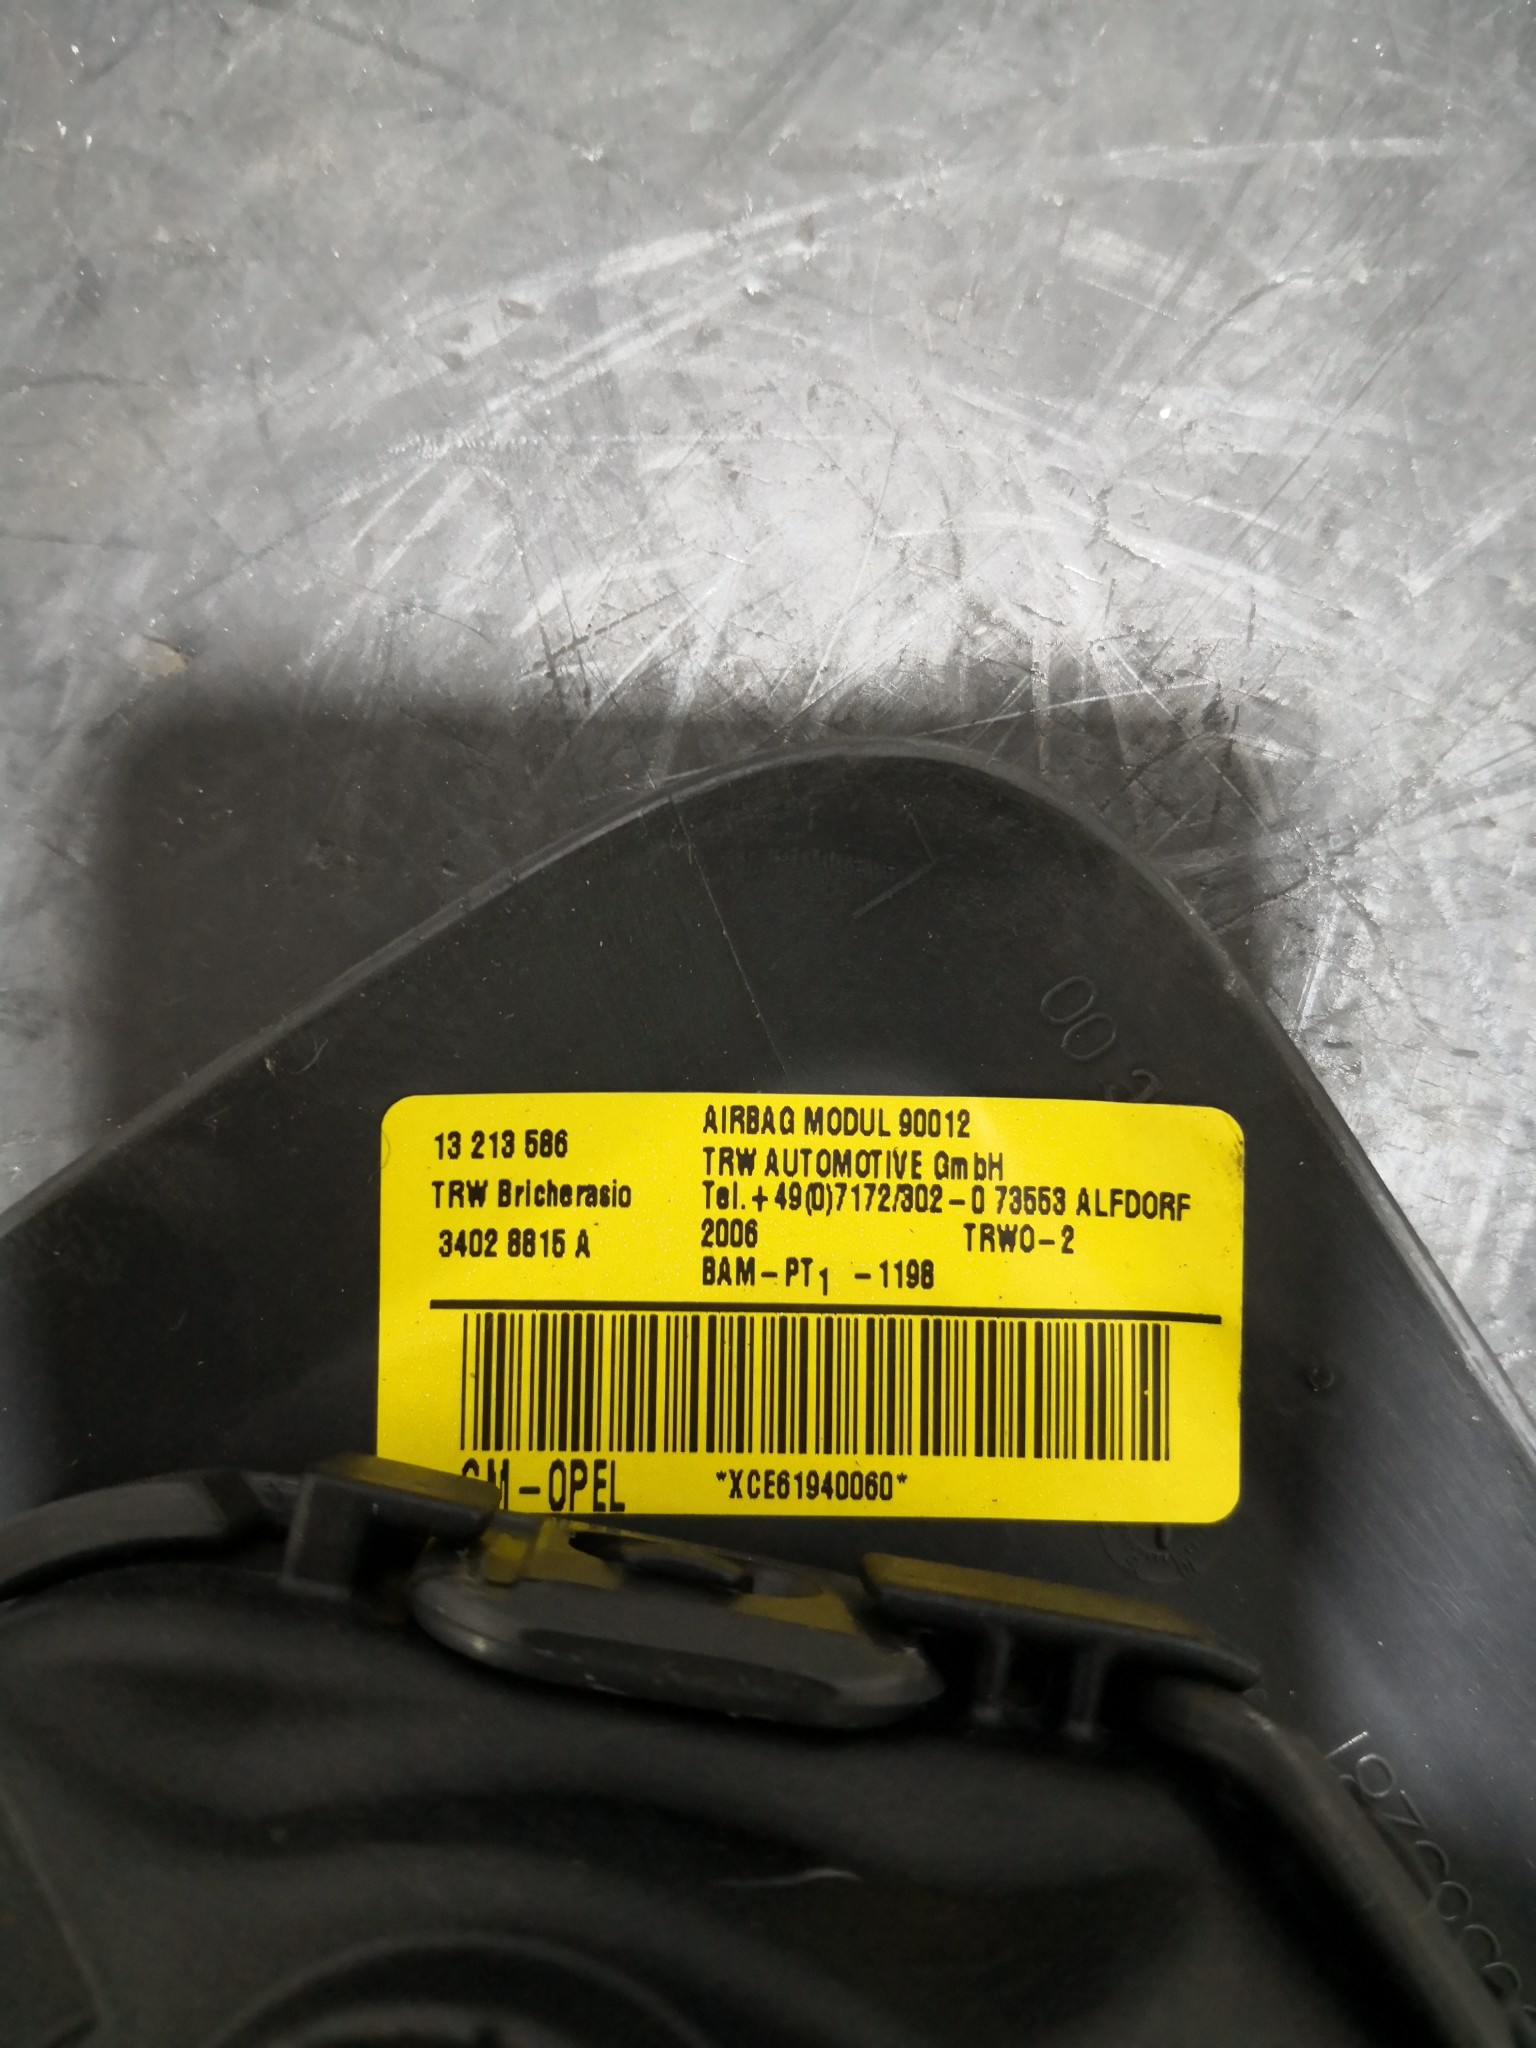 00
13 213 586
TRW Bricherasio
3402 8815 A
AIRBAG MODUL 90012
TRW AUTOMOTIVE GmbH
Tel. +49(0)7172/302-0 73553 ALFDORF
2006 TRWO-2
BAM-PT1 -1198
GM-OPEL *XCE61940060*